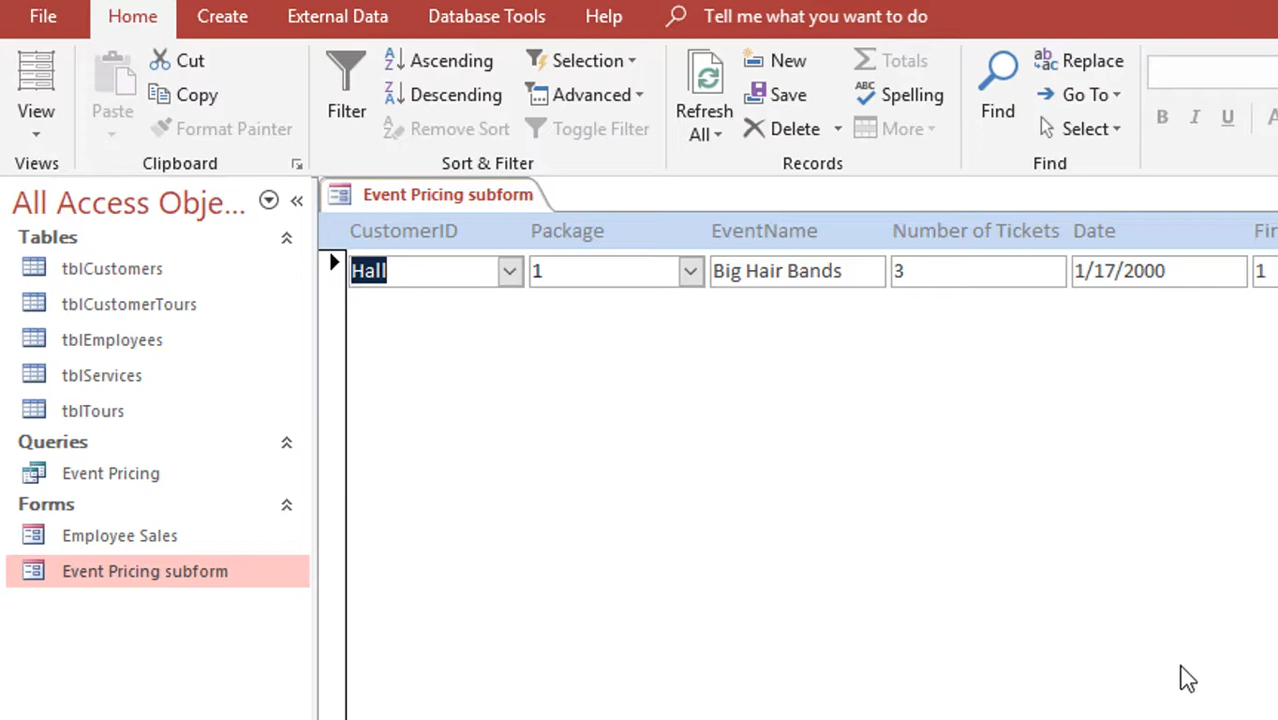 File Home Create External Data Database Tools Help Tell me what you want to do
View
Views
Paste
Cut
Copy
Format Painter
Clipboard
Filter
Ascending
Descending
Remove Sort
Selection
Advanced
Toggle Filter
Sort & Filter
Refresh
All
New
Save
Delete
Totals
Spelling
More
Records
Find
Replace
Go To
Select
Find
B I U
All Access Obje...
Tables
tblCustomers
tblCustomerTours
tblEmployees
tblServices
tblTours
Queries
Event Pricing
Forms
Employee Sales
Event Pricing subform
Event Pricing subform
CustomerID Package EventName Number of Tickets Date Fir
Hall 1 Big Hair Bands 3 1/17/2000 1